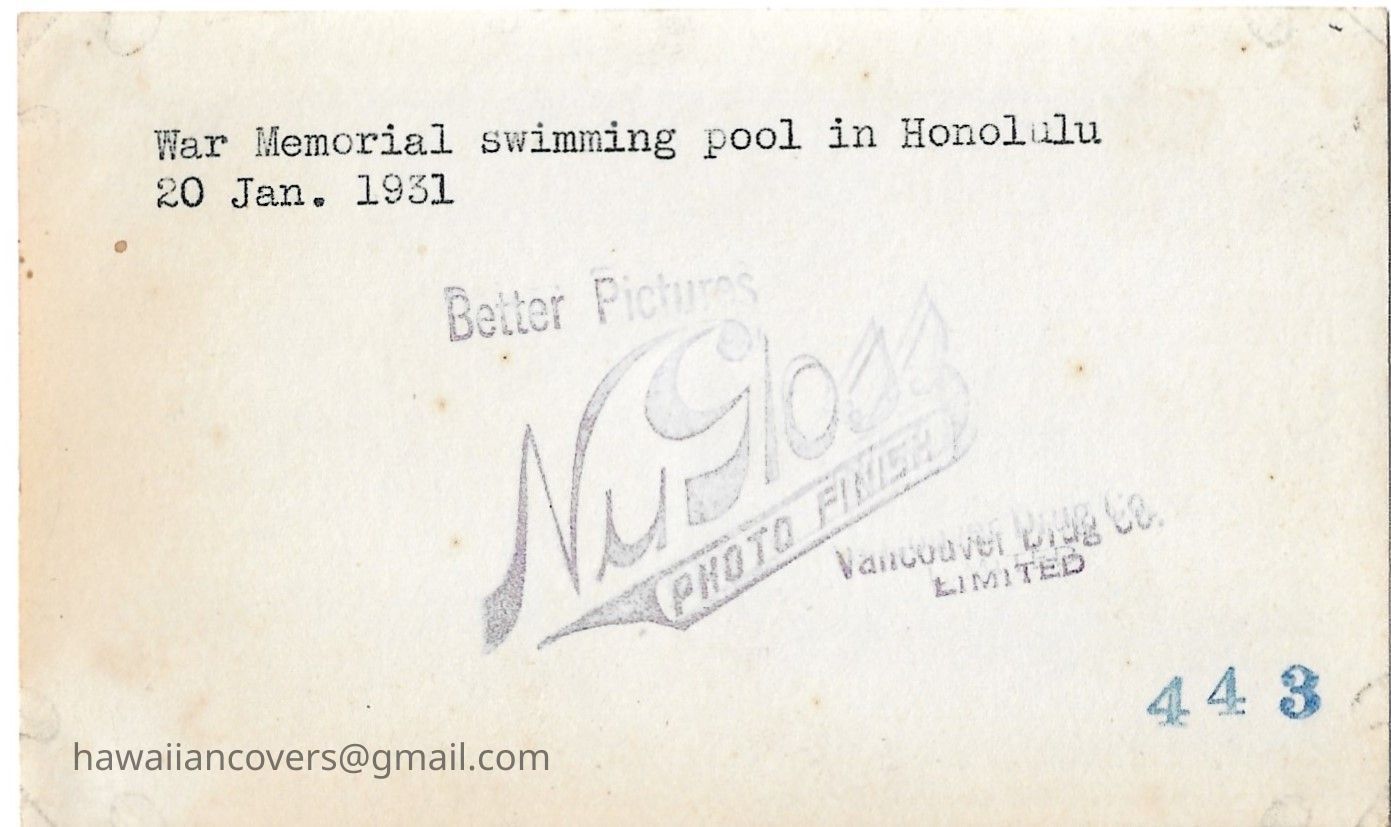 War Memorial swimming pool in Honolulu
20 Jan. 1931
Better Pictures
NuGloss
PHOTO FINISH
Vancouver Drug Co.
LIMITED
443
hawaiiancovers@gmail.com